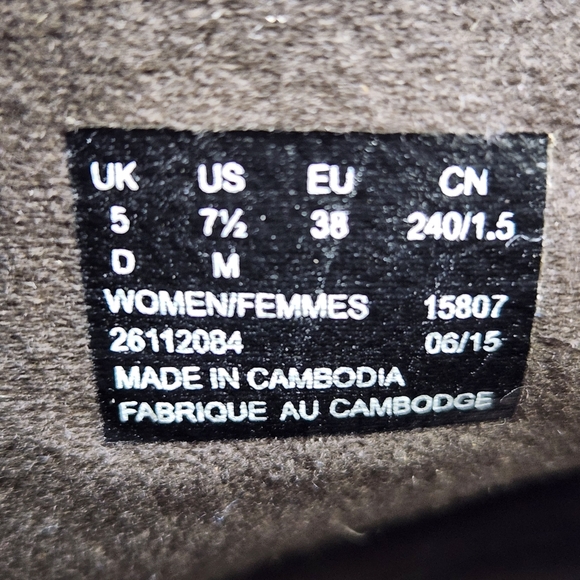 UK US EU CN
5 7½ 38 240/1.5
D M
WOMEN/FEMMES 15807
26112084 06/15
MADE IN CAMBODIA
FABRIQUE AU CAMBODGE